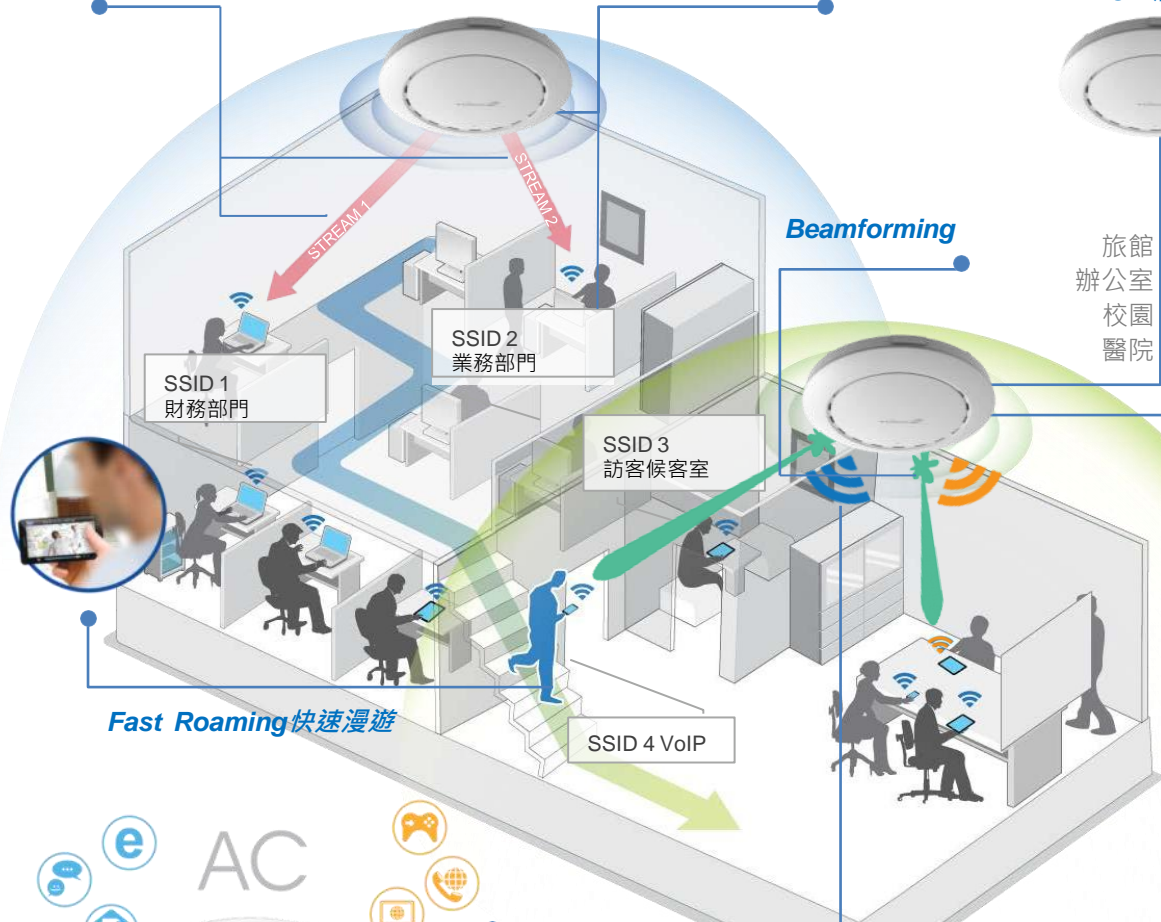 STREAM 1
STREAM 2
Beamforming
旅館
辦公室
校園
醫院
SSID 2
業務部門
SSID 1
財務部門
SSID 3
訪客候客室
Fast Roaming快速漫遊
SSID 4 VoIP
e
AC